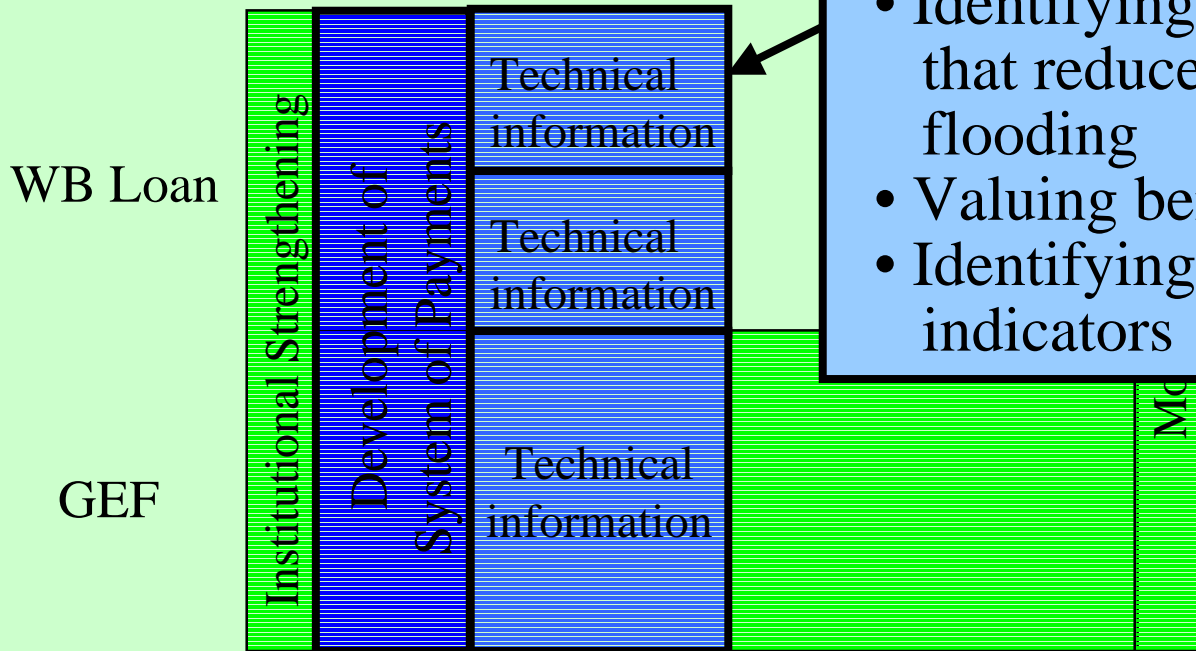 WB Loan
GEF
Institutional Strengthening
Development of
System of Payments
Technical
information
Technical
information
Technical
information
• Identifying
that reduce
flooding
• Valuing
• Identifying
indicators